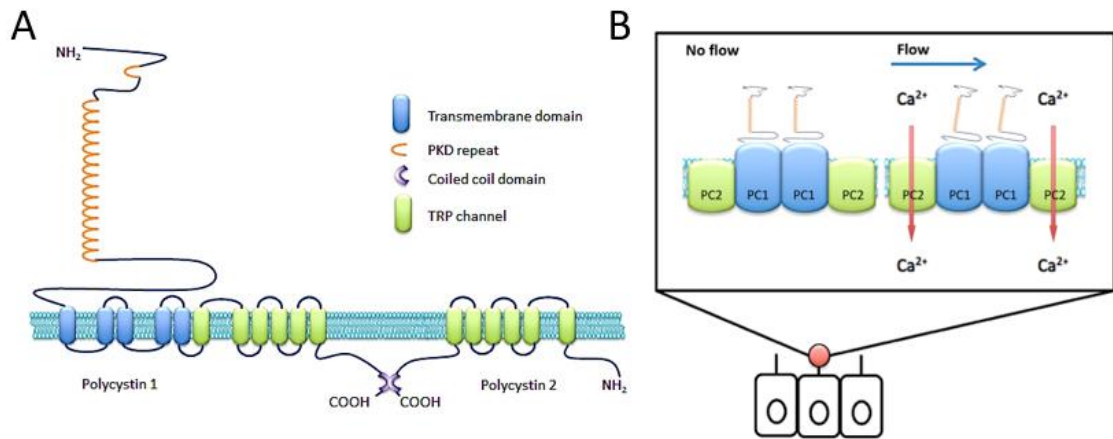 A
NH2
Transmembrane domain
PKD repeat
Coiled coil domain
TRP channel
Polycystin 1
COOH COOH
Polycystin 2
NH2
B
No flow
Flow
Ca2+ Ca2+
PC2 PC1 PC1 PC2 PC2 PC1 PC1 PC2
Ca2+ Ca2+